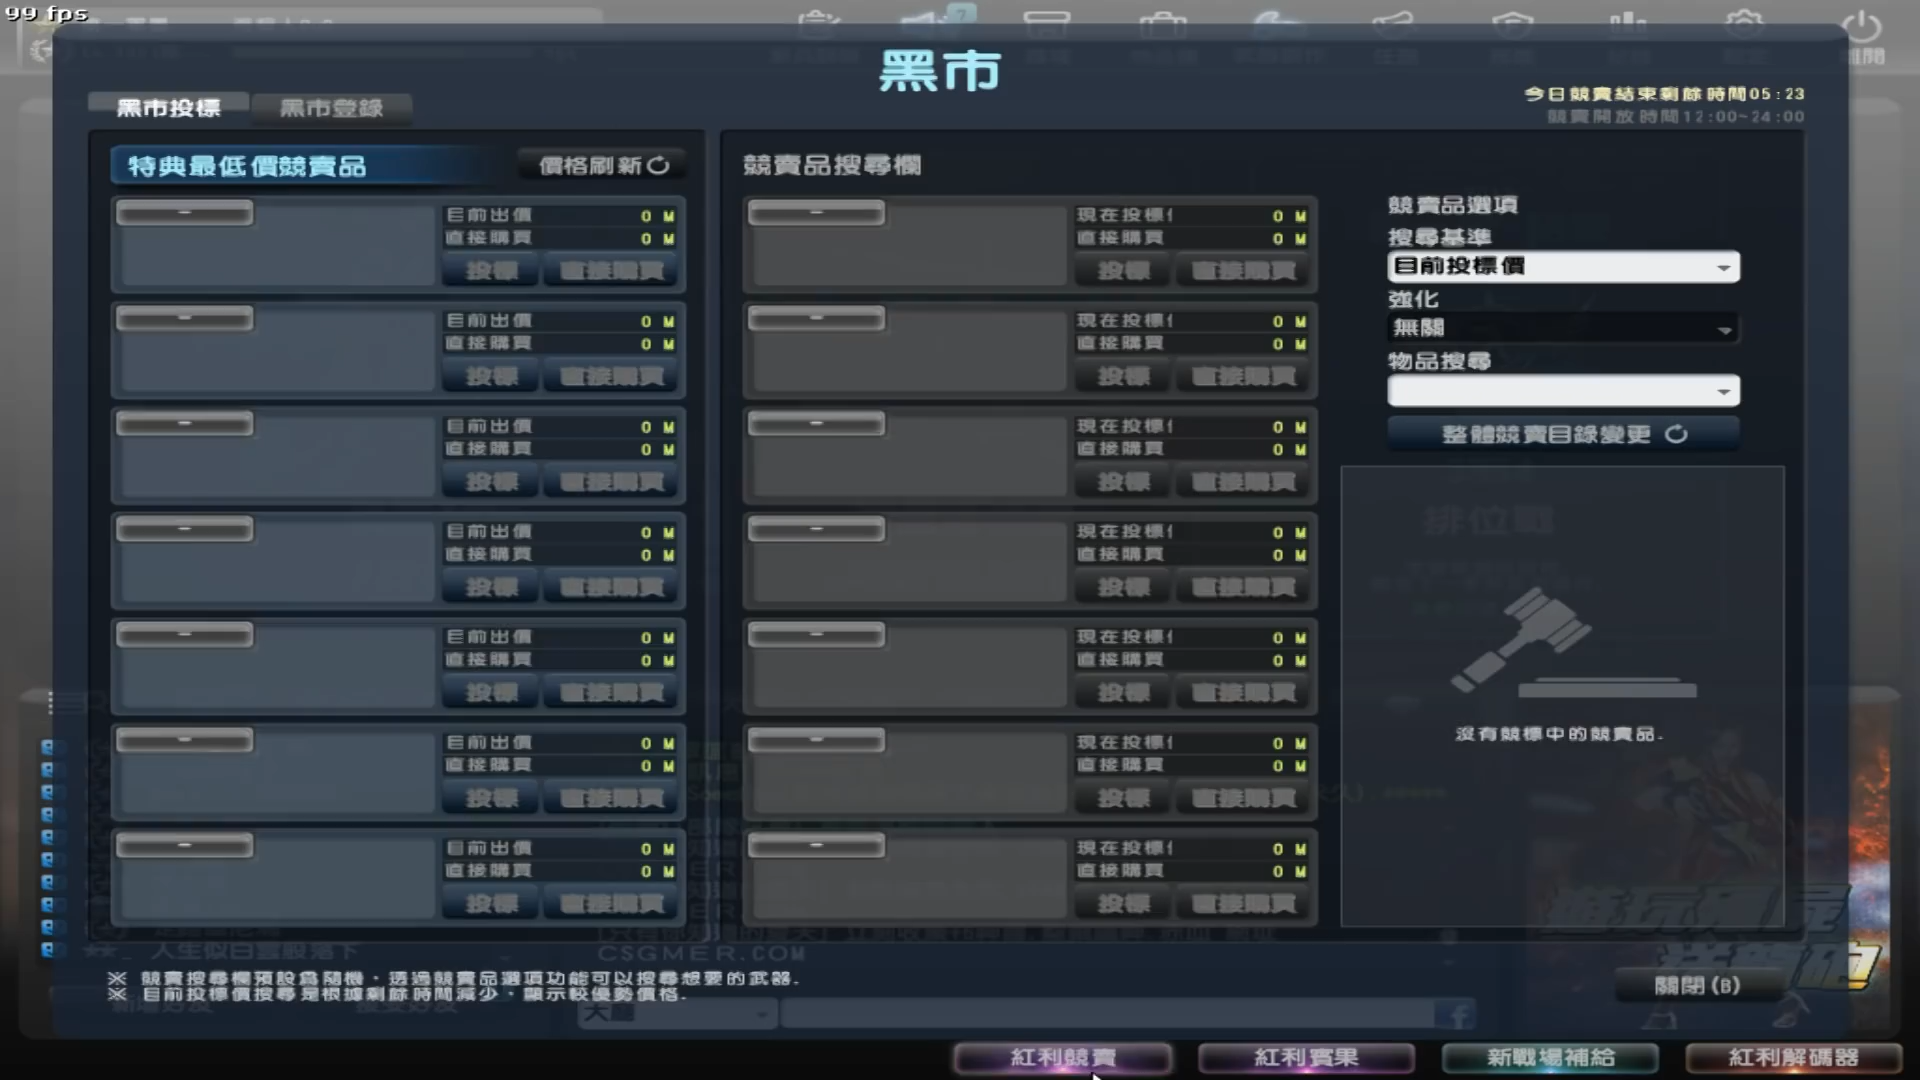 99 fps
7
離開
黑市
黑市投標
黑市登錄
今日競賣結束剩餘時間05:23
競賣開放時間12:00~24:00
特典最低價競賣品
價格刷新
目前出價 0 M
直接購買 0 M
投標 直接購買
目前出價 0 M
直接購買 0 M
投標 直接購買
目前出價 0 M
直接購買 0 M
投標 直接購買
目前出價 0 M
直接購買 0 M
投標 直接購買
目前出價 0 M
直接購買 0 M
投標 直接購買
目前出價 0 M
直接購買 0 M
投標 直接購買
目前出價 0 M
直接購買 0 M
投標 直接購買
競賣品搜尋欄
現在投標 0 M
直接購買 0 M
投標 直接購買
現在投標 0 M
直接購買 0 M
投標 直接購買
現在投標 0 M
直接購買 0 M
投標 直接購買
現在投標 0 M
直接購買 0 M
投標 直接購買
現在投標 0 M
直接購買 0 M
投標 直接購買
現在投標 0 M
直接購買 0 M
投標 直接購買
現在投標 0 M
直接購買 0 M
投標 直接購買
競賣品選項
搜尋基準
目前投標價
強化
無關
物品搜尋
整體競賣目錄變更
排位戰
沒有競標中的競賣品.
人生似白雲般落下
CSGMER.COM
※ 競賣搜尋欄預設為隨機，透過競賣品選項功能可以搜尋想要的武器.
※ 目前投標價搜尋是根據剩餘時間減少，顯示較優勢價格.
關閉(B)
紅利競賣
紅利賓果
新戰場補給
紅利解碼器